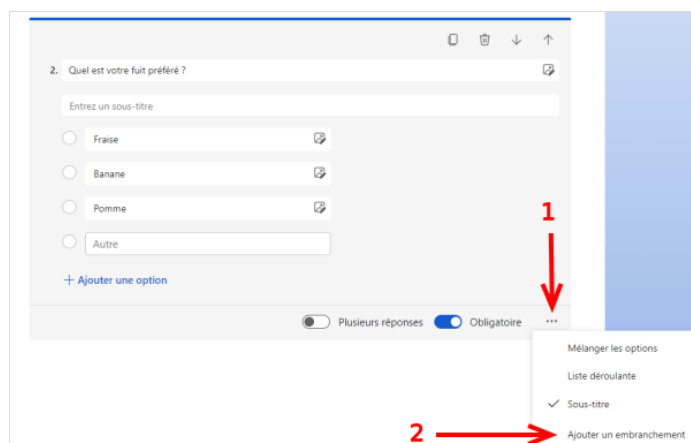 2. Quel est votre fuit préféré ?
Entrez un sous-titre
Fraise
Banane
Pomme
Autre
+ Ajouter une option
Plusieurs réponses Obligatoire ...
1
Mélanger les options
Liste déroulante
Sous-titre
2 Ajouter un embranchement